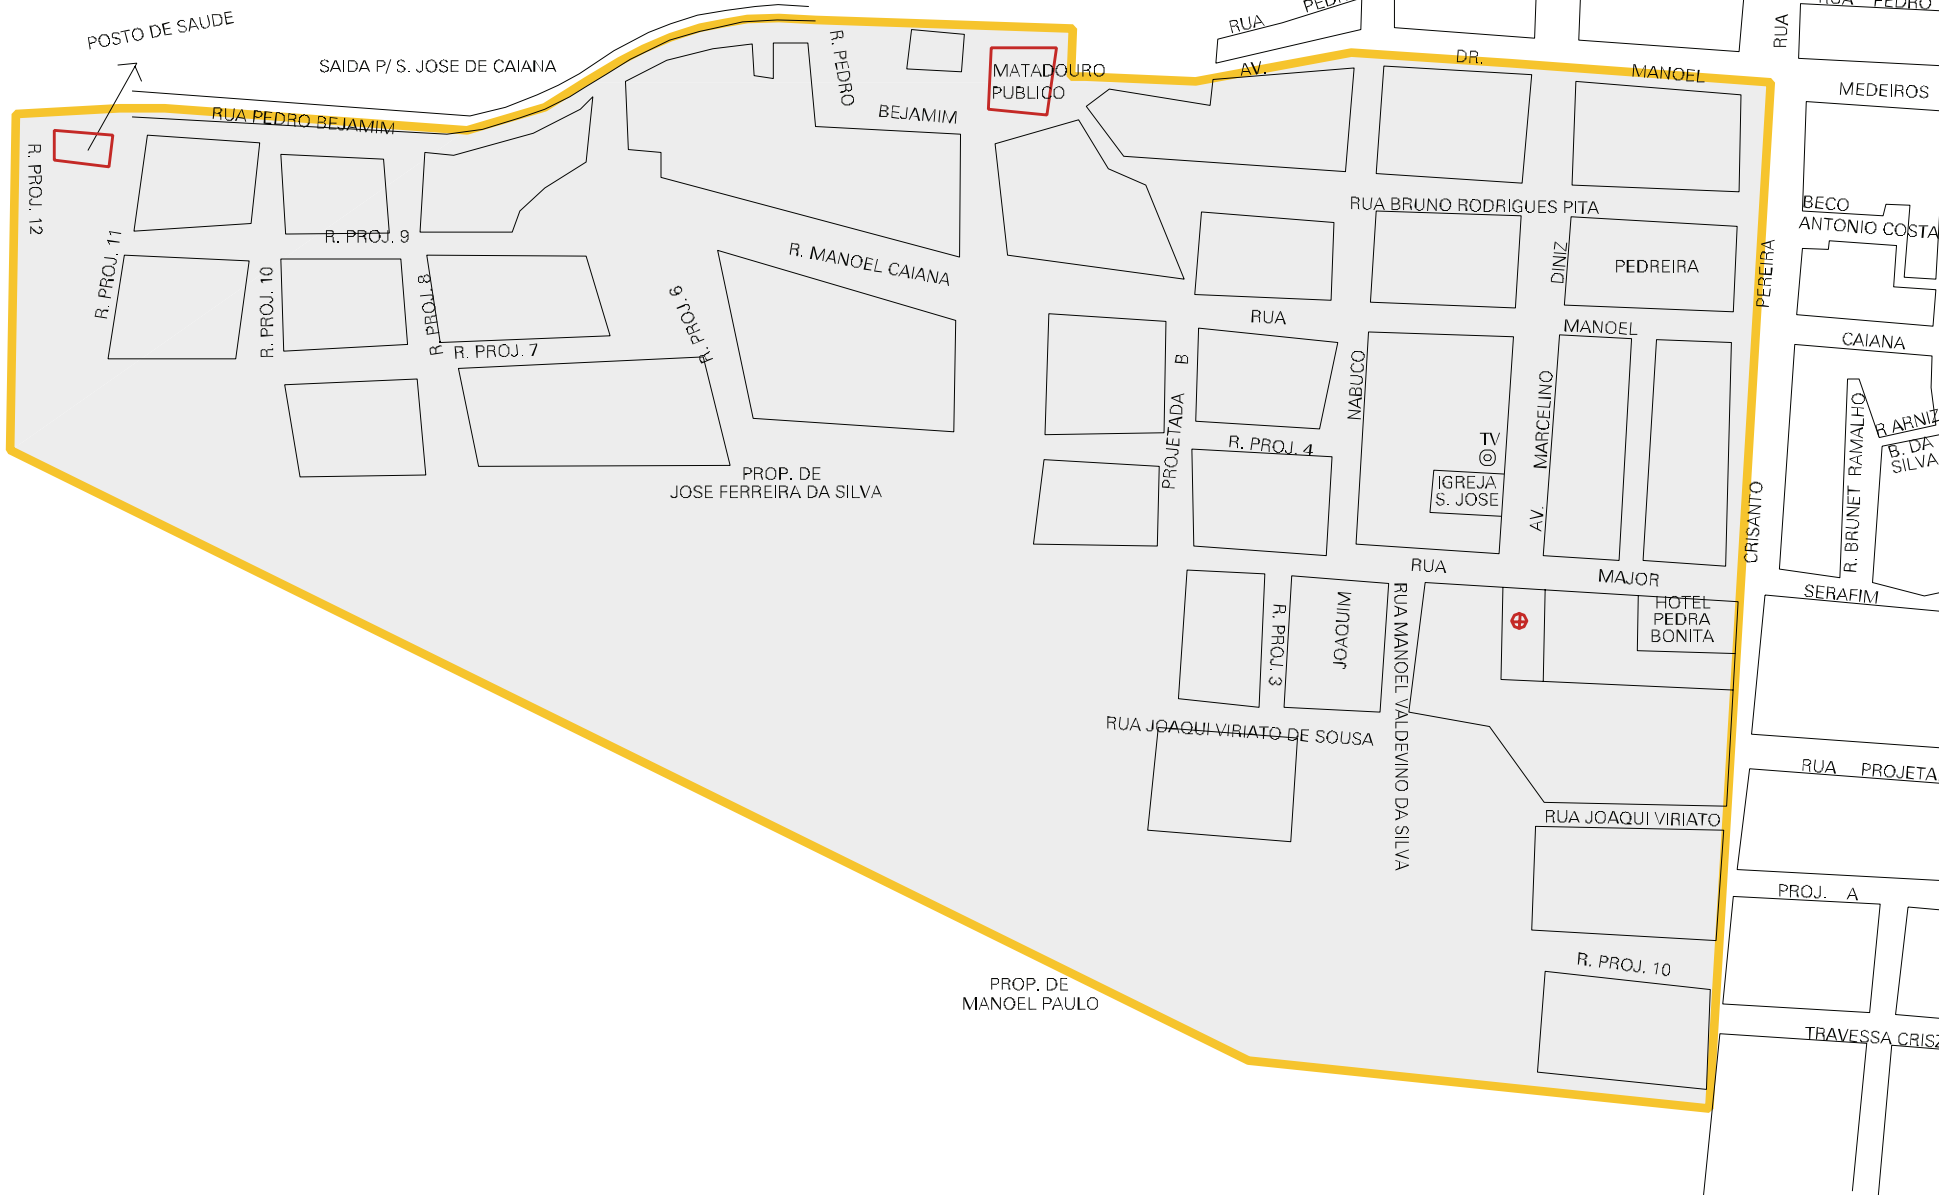 POSTO DE SAUDE
SAIDA P/ S. JOSE DE CAIANA
RUA PEDRO BEJAMIM
R. PEDRO
BEJAMIM
MATADOURO
PUBLICO
RUA
AV.
DR.
MANOEL
RUA
RUA PEDRO
MEDEIROS
R. PROJ. 12
R. PROJ. 11
R. PROJ. 9
R. PROJ. 10
R. PROJ. 8
R. PROJ. 7
R. PROJ. 6
R. MANOEL CAIANA
RUA BRUNO RODRIGUES PITA
DINIZ
PEDREIRA
PEREIRA
BECO
ANTONIO COSTA
RUA
MANOEL
CAIANA
PROJETADA B
NABUCO
AV. MARCELINO
R. PROJ. 4
TV
IGREJA
S. JOSE
CRISANTO
R. BRUNET RAMALHO
R ARNIZ
B. DA
SILVA
PROP. DE
JOSE FERREIRA DA SILVA
RUA
MAJOR
SERAFIM
HOTEL
PEDRA
BONITA
R. PROJ. 3
JOAQUIM
RUA MANOEL VALDEVINO DA SILVA
RUA JOAQUI VIRIATO DE SOUSA
RUA PROJETA
RUA JOAQUI VIRIATO
PROJ. A
R. PROJ. 10
PROP. DE
MANOEL PAULO
TRAVESSA